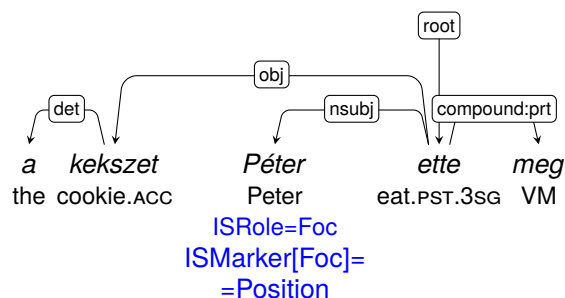 root
obj
det nsubj compound:prt
a kekszet Péter ette meg
the cookie.ACC Peter eat.PST.3SG VM
ISRole=Foc
ISMarker[Foc]=
=Position